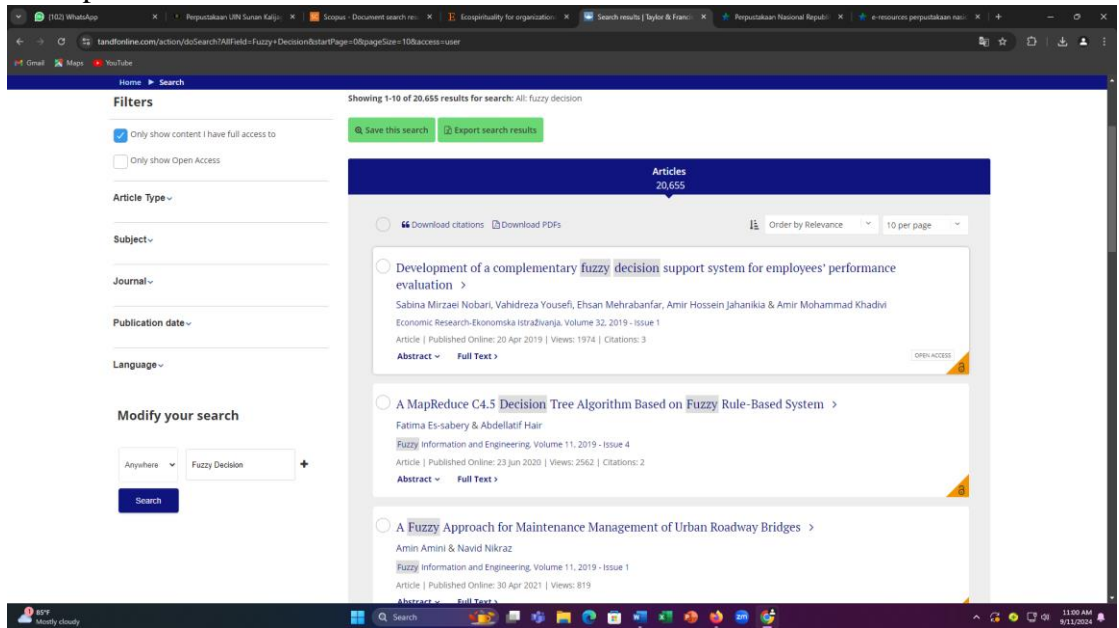 (102) WhatsApp
Perpustakaan UIN Sunan Kalija
Scopus - Document search res
Ecospirituality for organization
Search results | Taylor & Franci
Perpustakaan Nasional Republi
e-resources perpustakaan nasi
tandfonline.com/action/doSearch?AllField=Fuzzy+Decision&startPage=0&pageSize=10&access=user
Gmail Maps YouTube
Home Search
Filters
Only show content I have full access to
Only show Open Access
Article Type
Subject
Journal
Publication date
Language
Modify your search
Anywhere Fuzzy Decision
Search
Showing 1-10 of 20,655 results for search: All: fuzzy decision
Save this search Export search results
Articles
20,655
Download citations Download PDFs Order by Relevance 10 per page
Development of a complementary fuzzy decision support system for employees' performance
evaluation >
Sabina Mirzaei Nobari, Vahidreza Yousefi, Ehsan Mehrabanfar, Amir Hossein Jahanikia & Amir Mohammad Khadivi
Economic Research-Ekonomska Istraživanja, Volume 32, 2019 - Issue 1
Article | Published Online: 20 Apr 2019 | Views: 1974 | Citations: 3
Abstract Full Text >
OPEN ACCESS
A MapReduce C4.5 Decision Tree Algorithm Based on Fuzzy Rule-Based System >
Fatima Es-sabery & Abdellatif Hair
Fuzzy Information and Engineering, Volume 11, 2019 - Issue 4
Article | Published Online: 23 Jun 2020 | Views: 2562 | Citations: 2
Abstract Full Text >
A Fuzzy Approach for Maintenance Management of Urban Roadway Bridges >
Amin Amini & Navid Nikraz
Fuzzy Information and Engineering, Volume 11, 2019 - Issue 1
Article | Published Online: 30 Apr 2021 | Views: 819
Abstract Full Text >
85°F
Mostly cloudy
Search
11:00 AM
9/11/2024